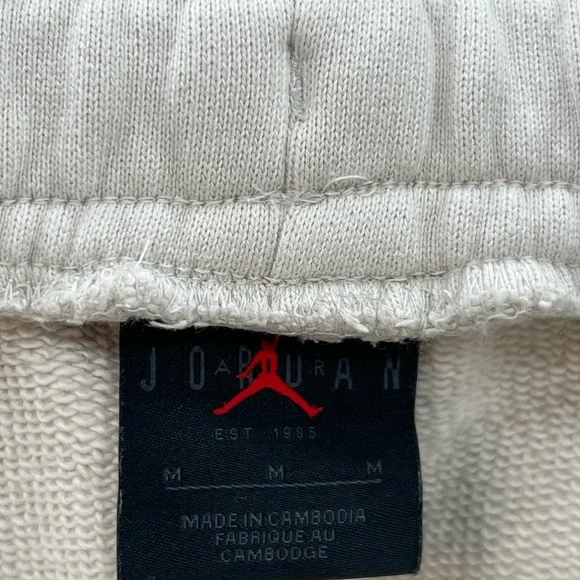 JORDAN
AIR
EST 1985
M M M
MADE IN CAMBODIA
FABRIQUE AU
CAMBODGE